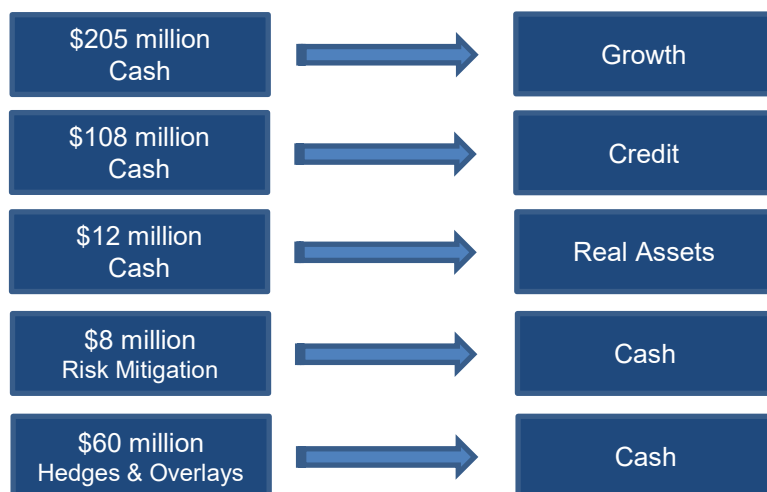 $205 million
Cash
Growth
$108 million
Cash
Credit
$12 million
Cash
Real Assets
$8 million
Risk Mitigation
Cash
$60 million
Hedges & Overlays
Cash